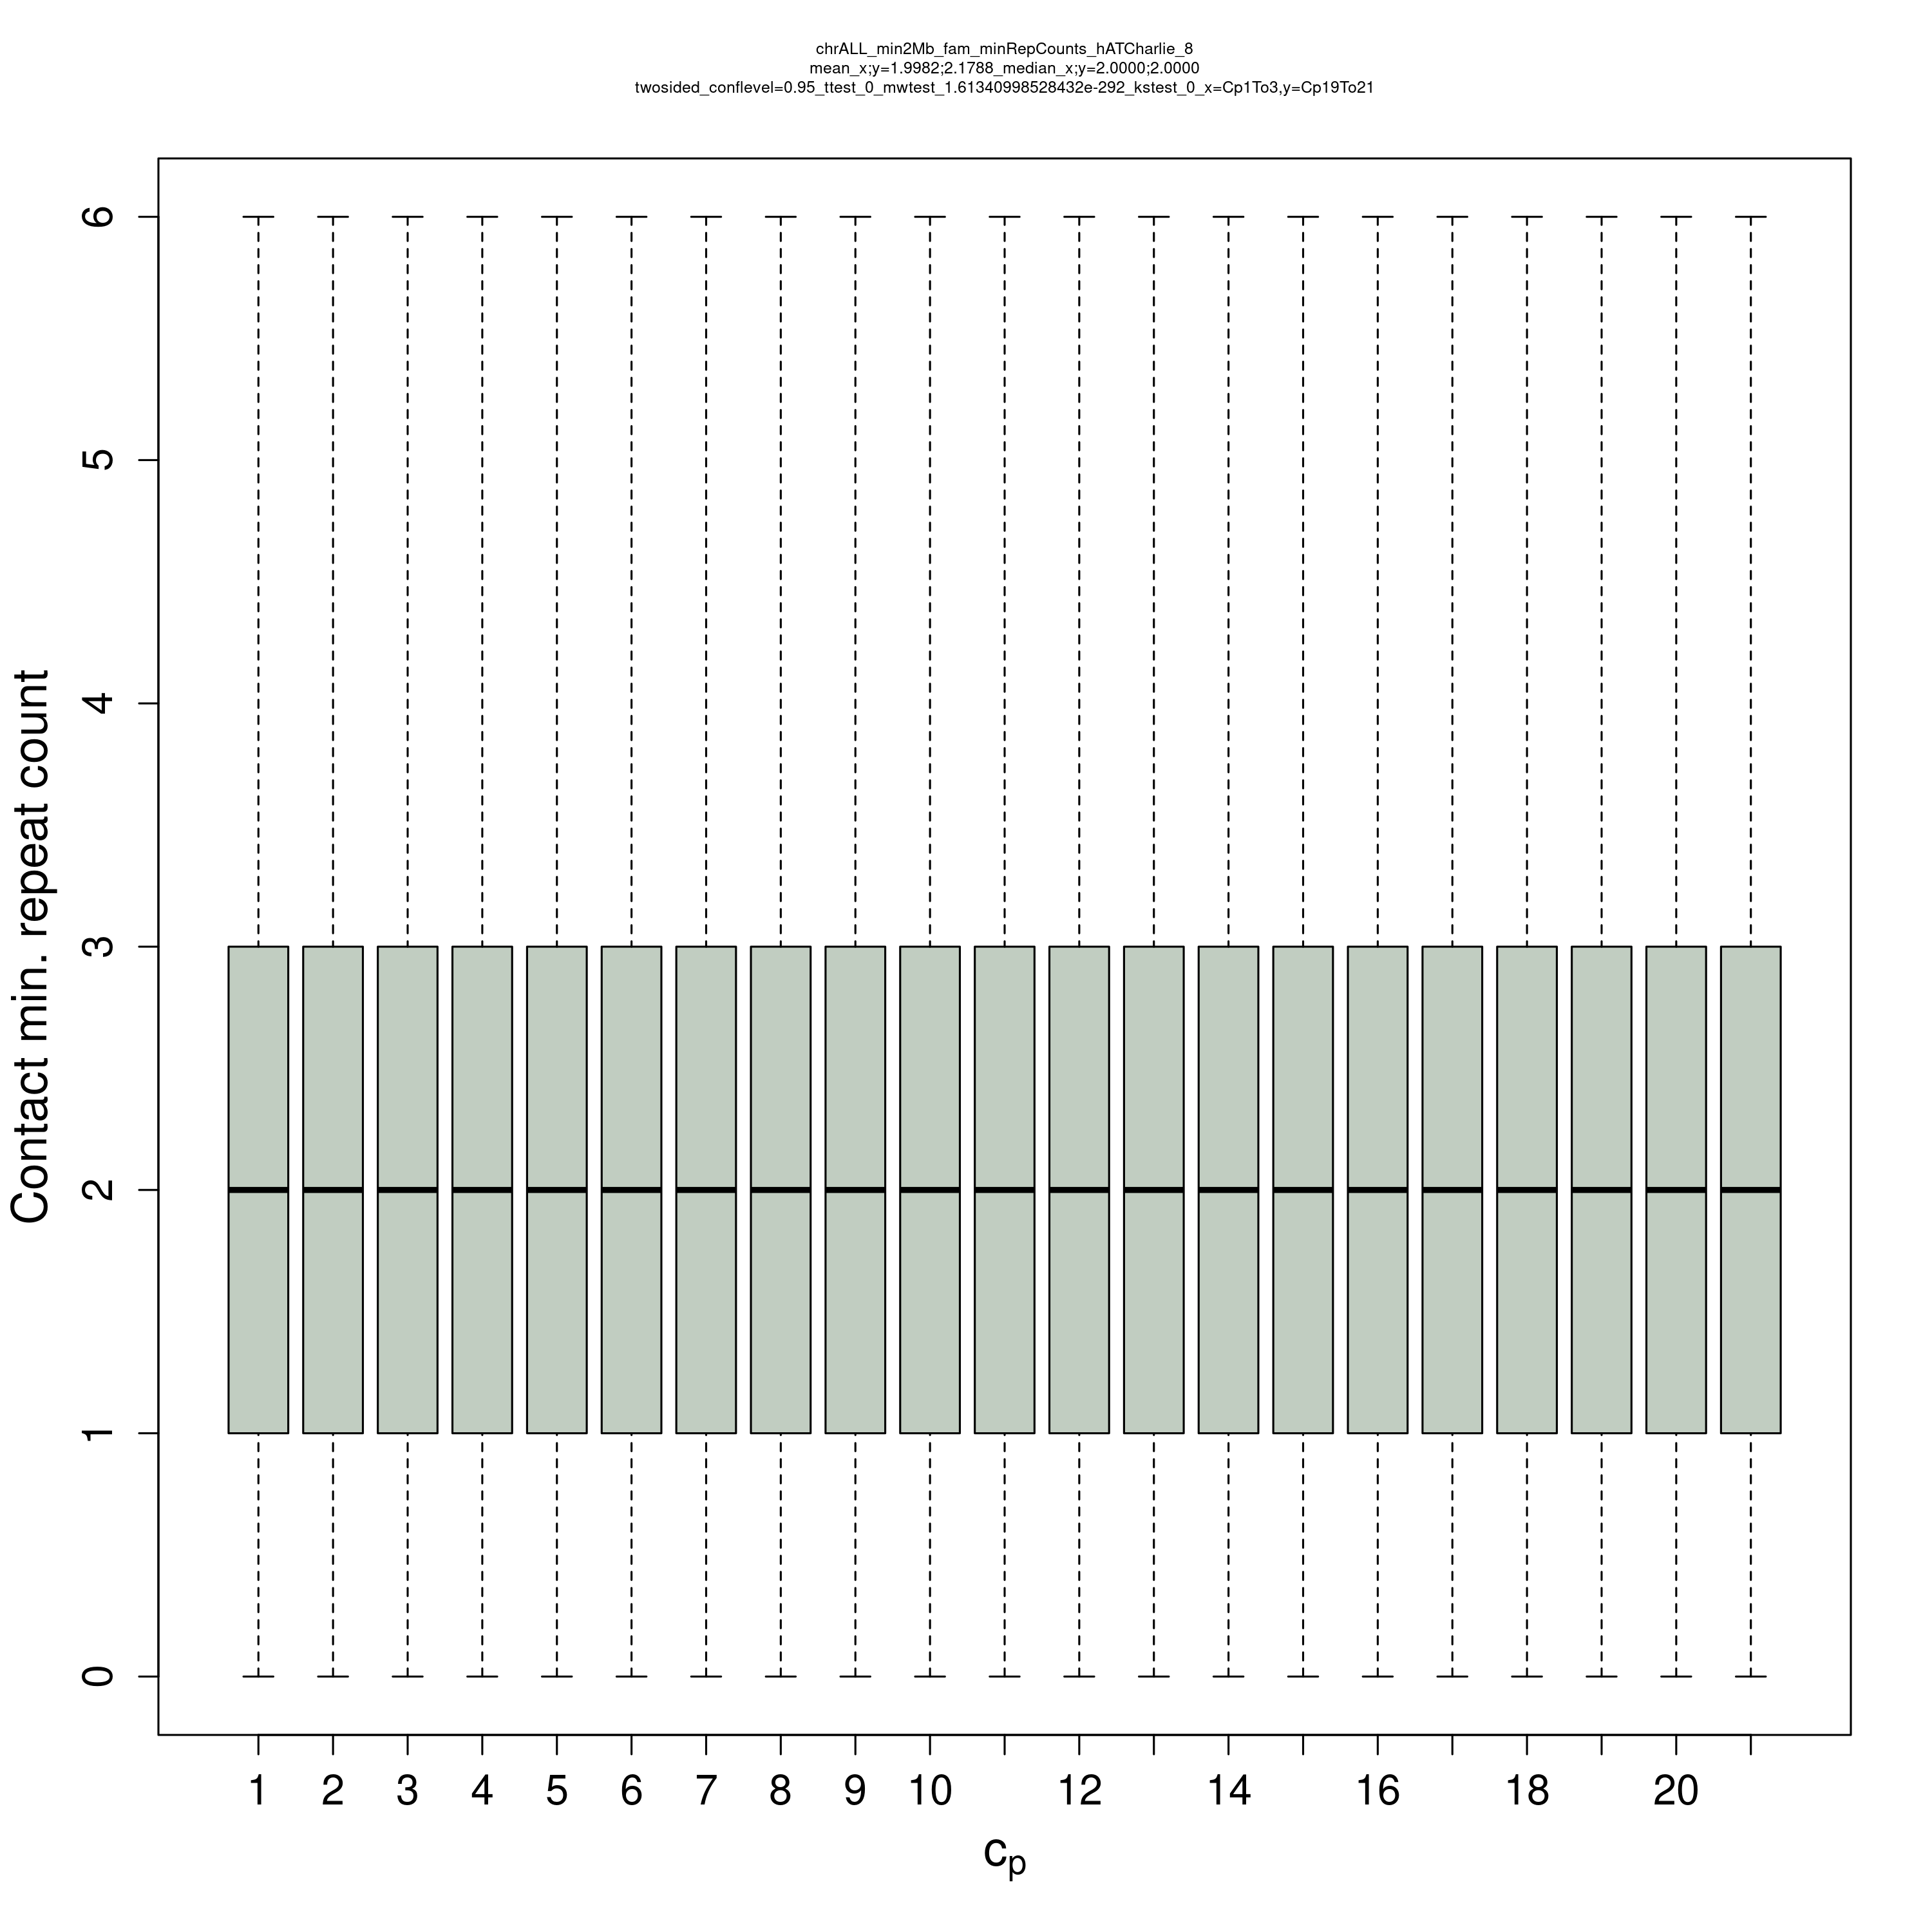 chrALL_min2Mb_fam_minRepCounts_hATCharlie_8
mean_x;y=1.9982;2.1788_median_x;y=2.0000;2.0000
twosided_conflevel=0.95_ttest_0_mwtest_1.61340998528432e-292_kstest_0_x=Cp1To3,y=Cp19To21
Contact min. repeat count
6
5
4
3
2
1
0
1 2 3 4 5 6 7 8 9 10 12 14 16 18 20
cp